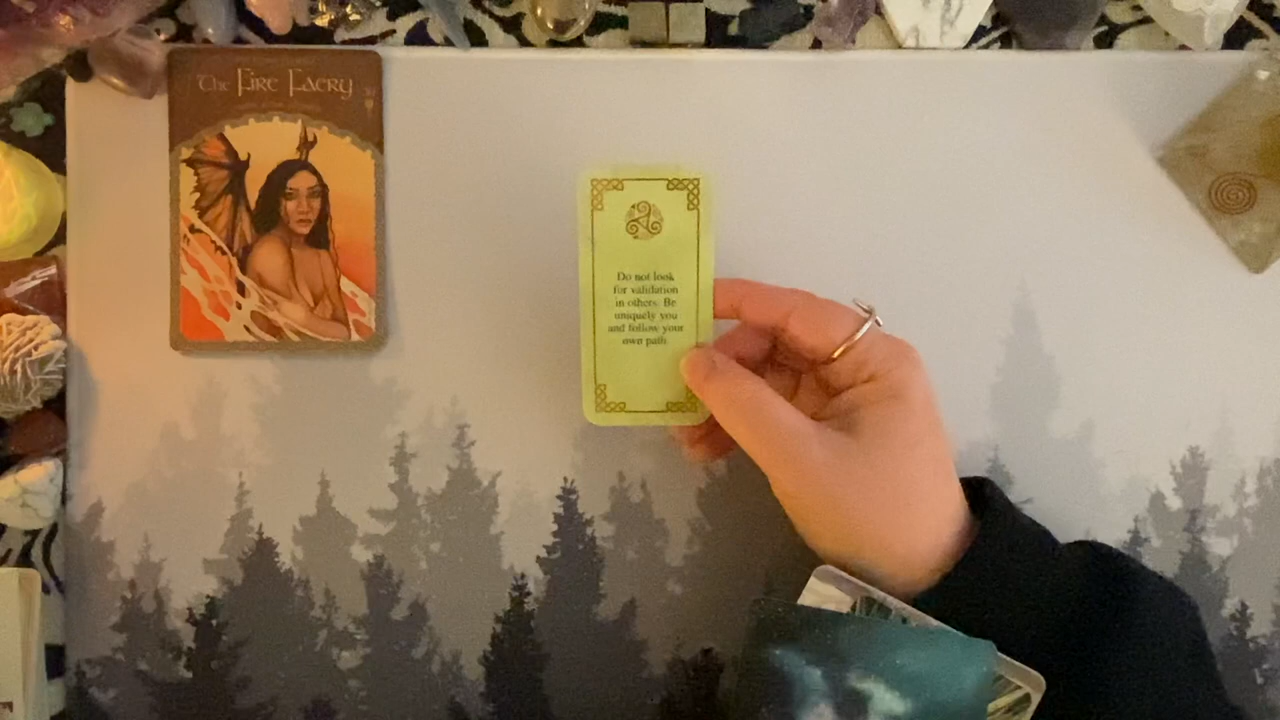 The Fire Faery
Do not look
for validation
in others. Be
uniquely you
and follow your
own path.